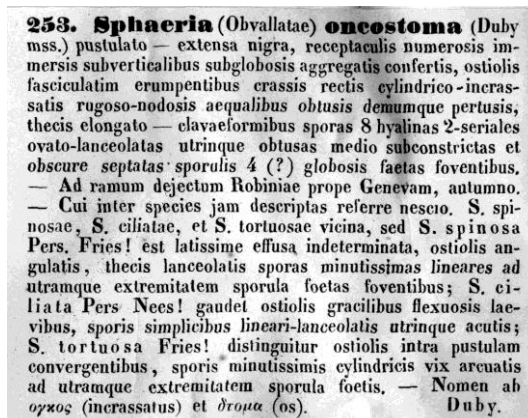 253. Sphaeria (Obvallatae) oncostoma (Duby
mss.) pustulato — extensa nigra, receptaculis numerosis im-
mersis subverticalibus subglobosis aggregatis confertis, ostiolis
fasciculatim erumpentibus crassis rectis cylindrico-incras-
satis rugoso-nodosis aequalibus obtusis demumque pertusis,
thecis elongato — clavaeformibus sporas 8 hyalinas 2-seriales
ovato-lanceolatas utrinque obtusas medio subconstrictas et
obscure septatas sporulis 4 (?) globosis faetas foventibus.
— Ad ramum dejectum Robiniae prope Genevam, autumno.
— Cui inter species jam descriptas referre nescio. S. spi-
nosae, S. ciliatae, et S. tortuosae vicina, sed S. spinosa
Pers. Fries! est latissime effusa indeterminata, ostiolis an-
gulatis, thecis lanceolatis sporas minutissimas lineares ad
utramque extremitatem sporula foetas foventibus; S. ci-
liata Pers Nees! gaudet ostiolis gracilibus flexuosis lae-
vibus, sporis simplicibus lineari-lanceolatis utrinque acutis;
S. tortuosa Fries! distinguitur ostiolis intra pustulam
convergentibus, sporis minutissimis cylindricis vix arcuatis
ad utramque extremitatem sporula foetis. — Nomen ab
ογκος (incrassatus) et δτομα (os). Duby.